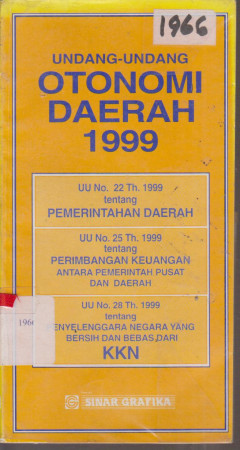 1966
UNDANG-UNDANG
OTONOMI
DAERAH
1999
UU No. 22 Th. 1999
tentang
PEMERINTAHAN DAERAH
UU No. 25 Th. 1999
tentang
PERIMBANGAN KEUANGAN
ANTARA PEMERINTAH PUSAT
DAN DAERAH
UU No. 28 Th. 1999
tentang
PENYELENGGARA NEGARA YANG
BERSIH DAN BEBAS DARI
KKN
1966
SINAR GRAFIKA